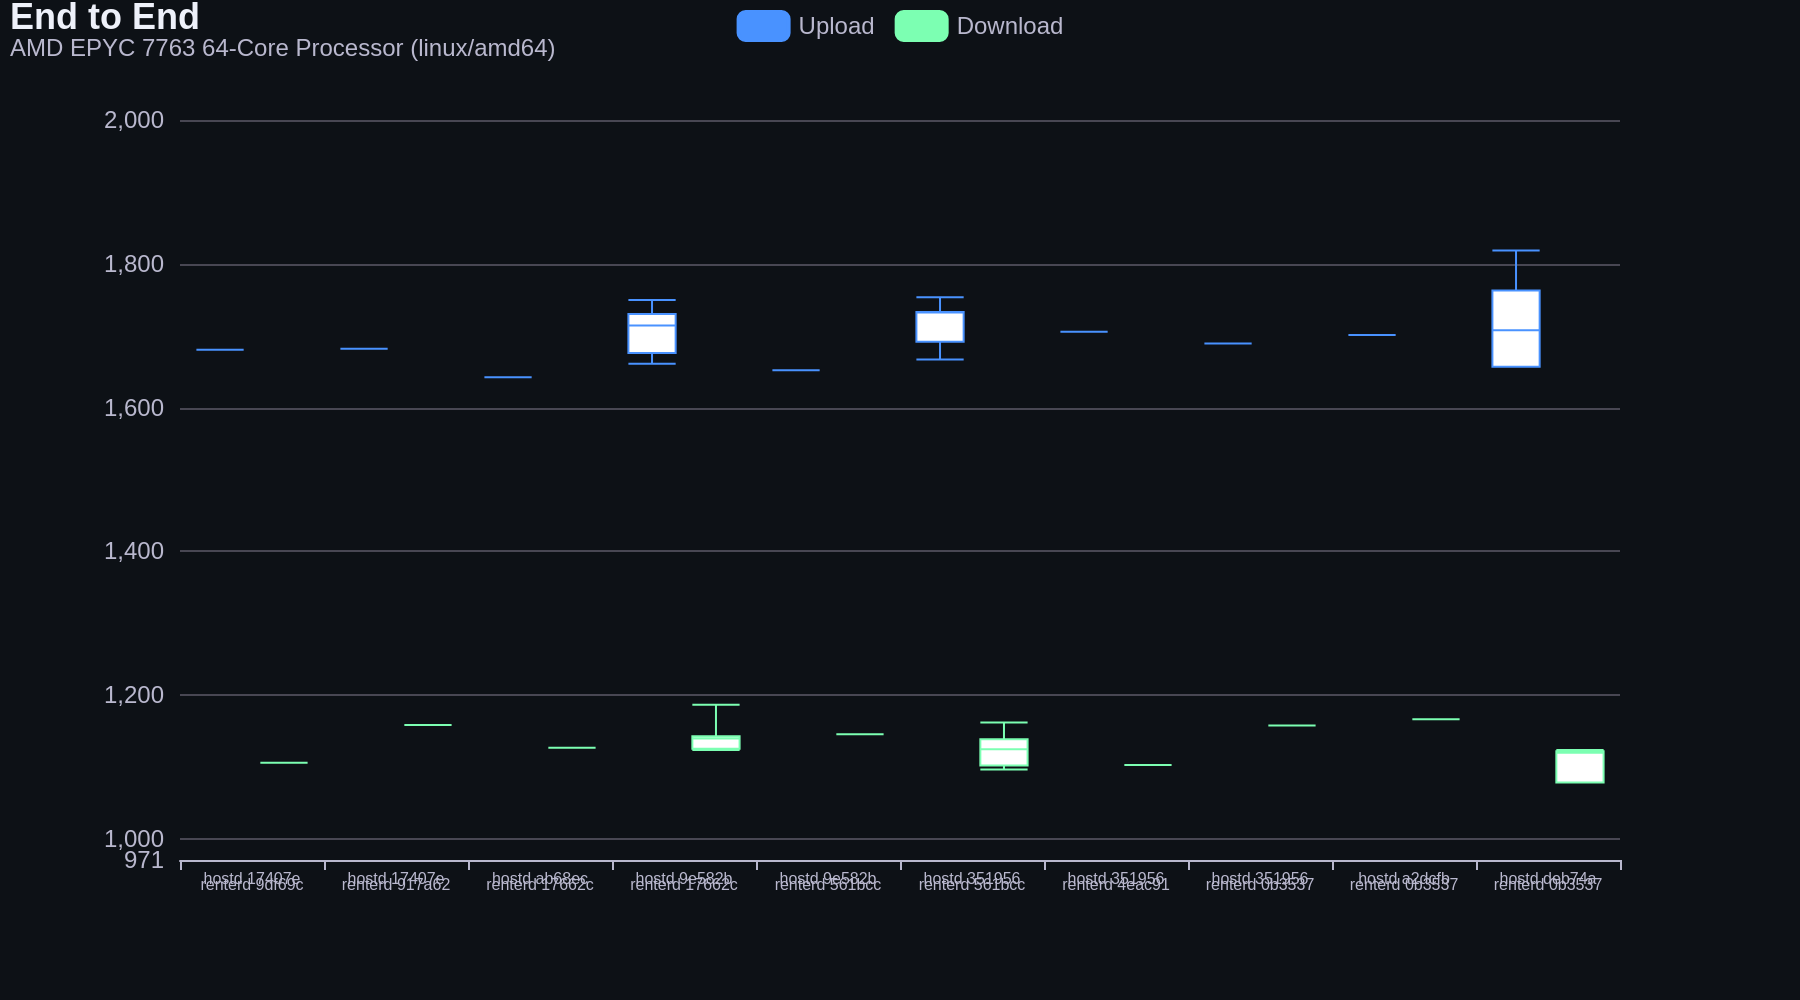 End to End
AMD EPYC 7763 64-Core Processor (linux/amd64)
Upload
Download
2,000
1,800
1,600
1,400
1,200
1,000
971
hostd 17407e
renterd 9df69c
hostd 17407e
renterd 917a62
hostd ab68ec
renterd 17662c
hostd 9e582b
renterd 17662c
hostd 9e582b
renterd 561bcc
hostd 351956
renterd 561bcc
hostd 351956
renterd 4eac91
hostd 351956
renterd 0b3537
hostd a2dcfb
renterd 0b3537
hostd deb74a
renterd 0b3537